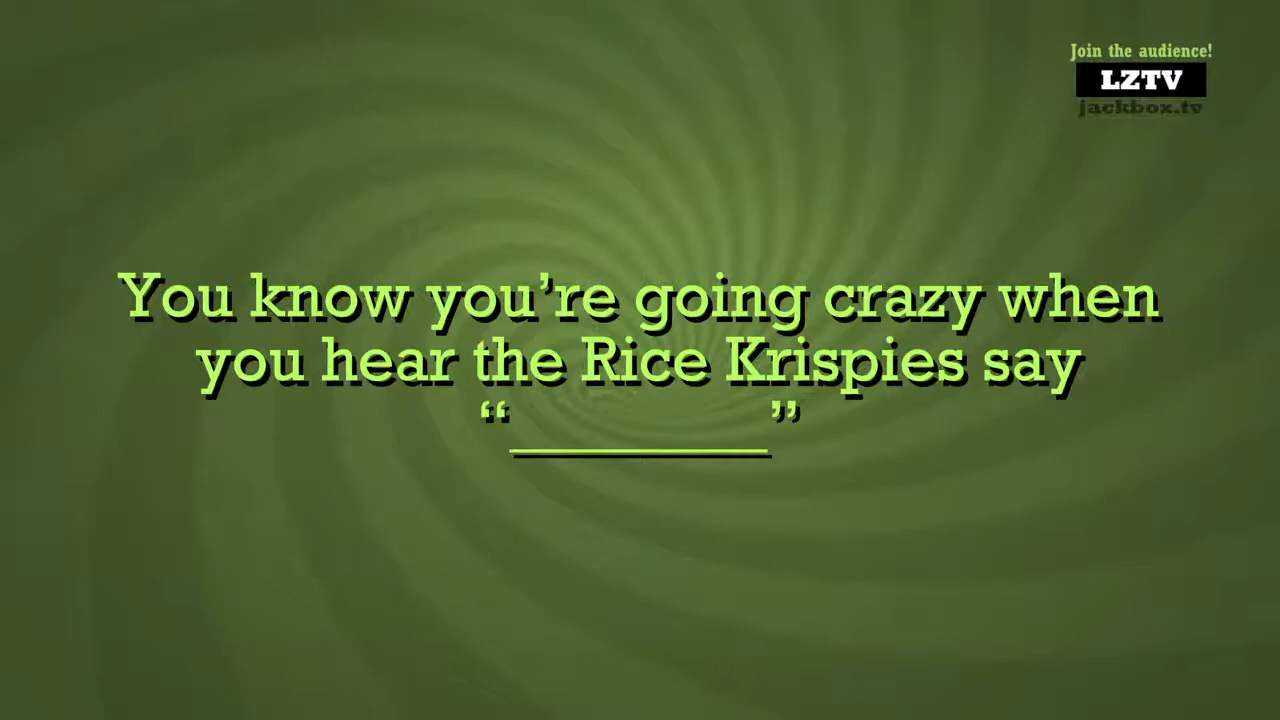 Join the audience!
LZTV
jackbox.tv
You know you’re going crazy when
you hear the Rice Krispies say
“________”